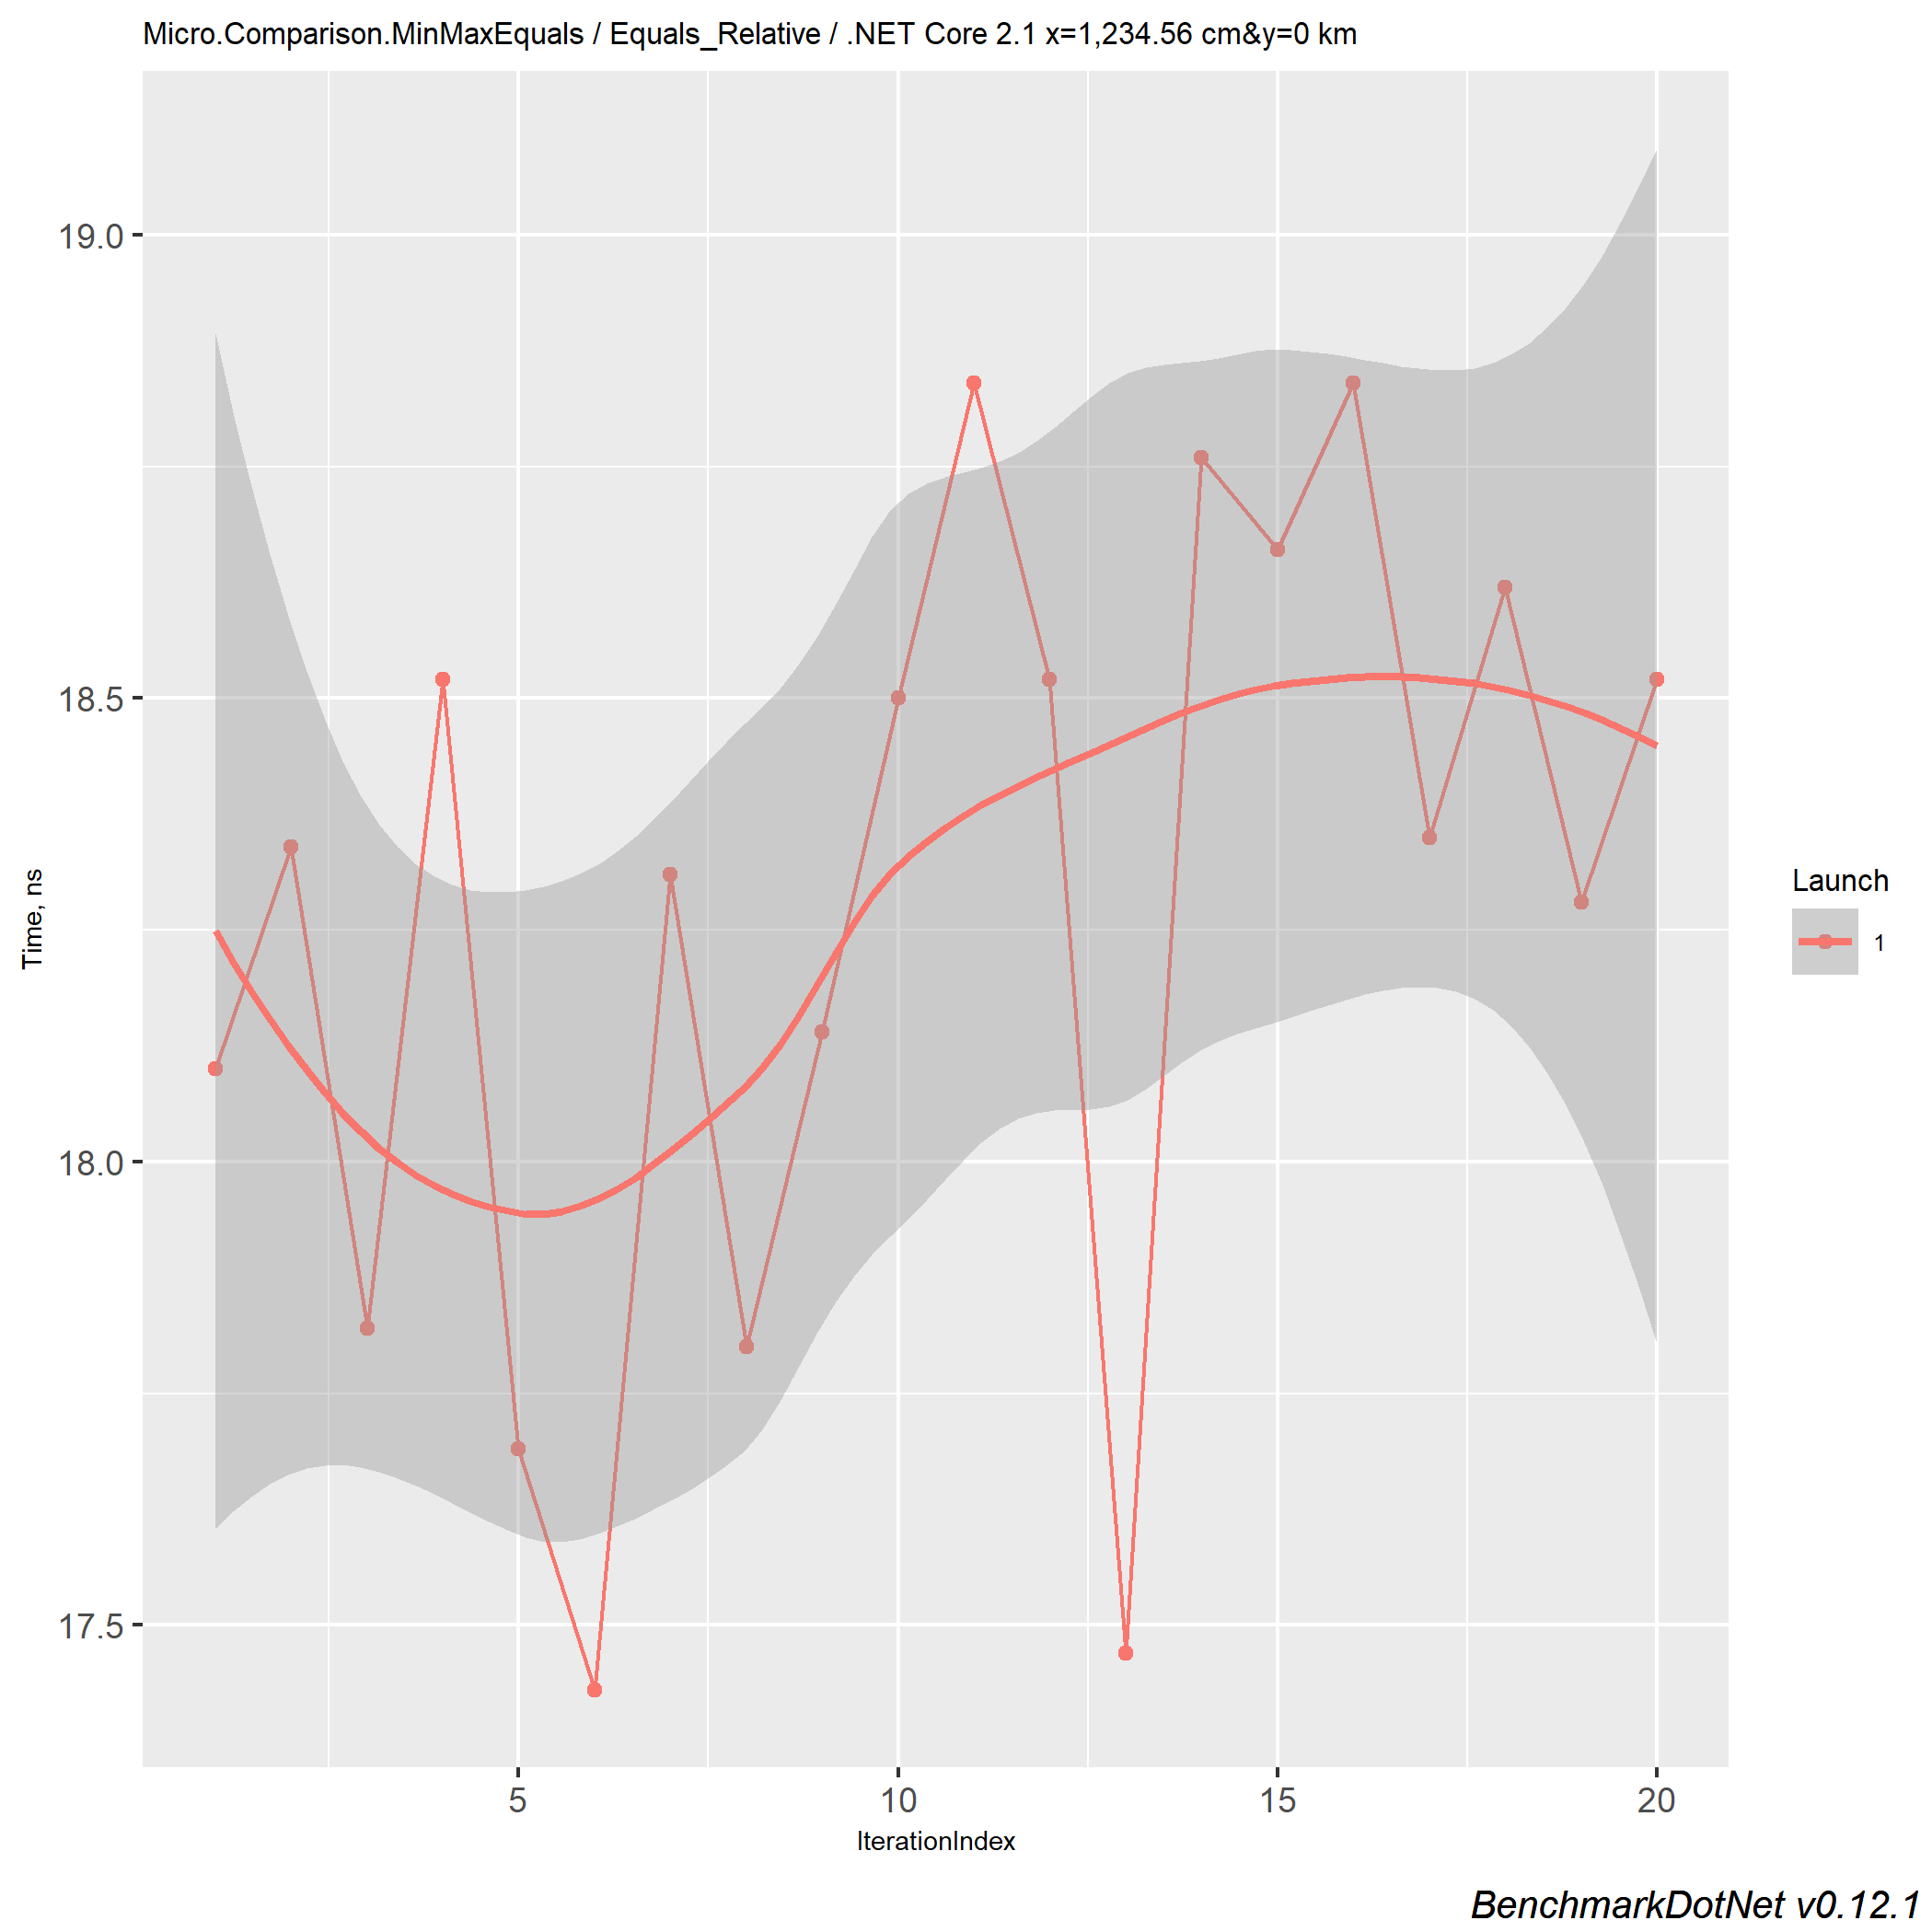 Micro.Comparison.MinMaxEquals / Equals_Relative / .NET Core 2.1 x=1,234.56 cm&y=0 km
19.0
18.5
18.0
17.5
Time, ns
5 10 15 20
IterationIndex
Launch
1
BenchmarkDotNet v0.12.1